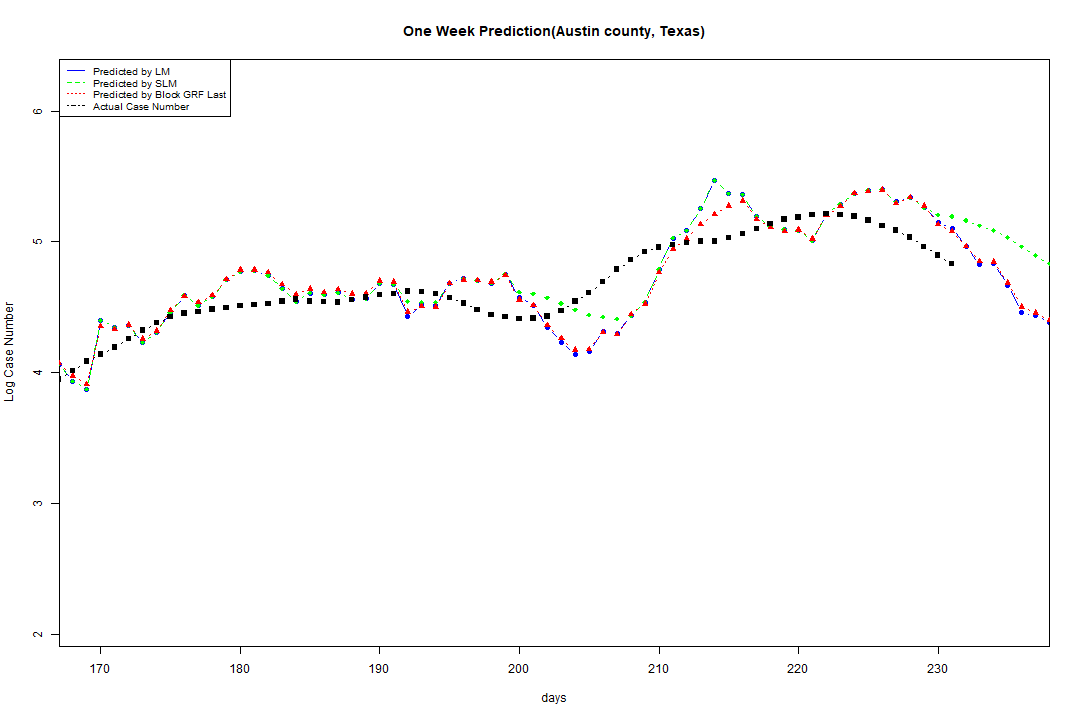 One Week Prediction(Austin county, Texas)
Predicted by LM
Predicted by SLM
Predicted by Block GRF Last
Actual Case Number
6
5
4
3
2
Log Case Number
170 180 190 200 210 220 230
days